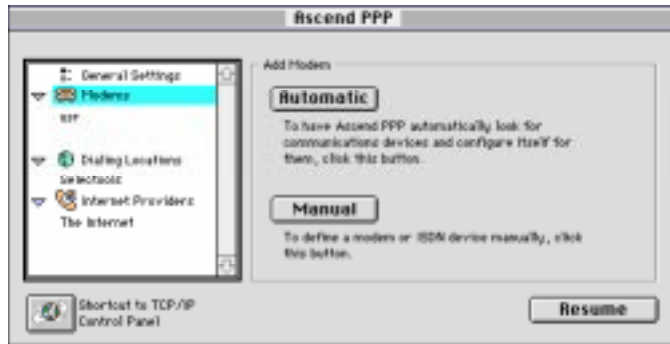 Ascend PPP
General Settings
Modems
Dialing Locations
Internet Providers
The Internet
Shortcut to TCP/IP
Control Panel
Add Modem
Automatic
To have Ascend PPP automatically look for
communications devices and configure itself for
them, click this button.
Manual
To define a modem or ISDN device manually, click
this button.
Resume